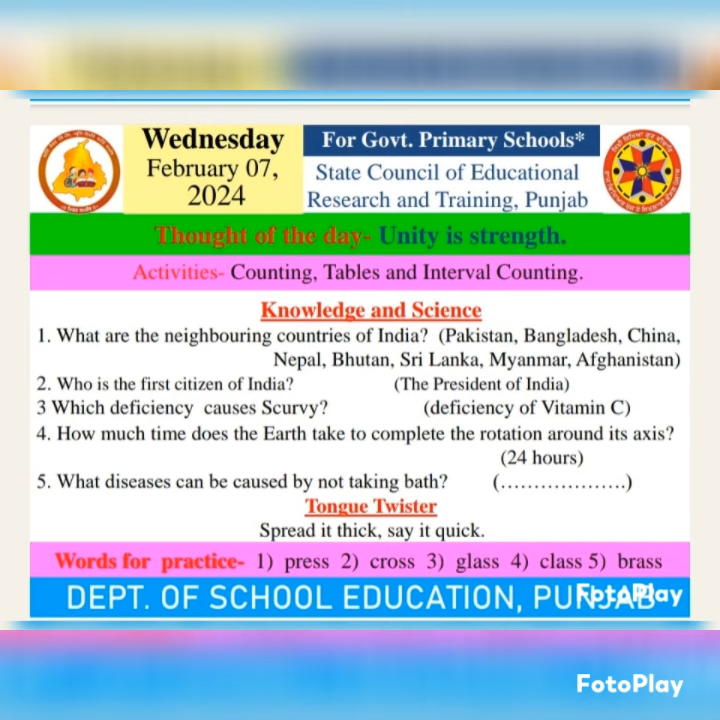 Wednesday
February 07,
2024
For Govt. Primary Schools*
State Council of Educational
Research and Training, Punjab
Thought of the day- Unity is strength.
Activities- Counting, Tables and Interval Counting.
Knowledge and Science
1. What are the neighbouring countries of India? (Pakistan, Bangladesh, China,
Nepal, Bhutan, Sri Lanka, Myanmar, Afghanistan)
2. Who is the first citizen of India? (The President of India)
3 Which deficiency causes Scurvy? (deficiency of Vitamin C)
4. How much time does the Earth take to complete the rotation around its axis?
(24 hours)
5. What diseases can be caused by not taking bath? (...................)
Tongue Twister
Spread it thick, say it quick.
Words for practice- 1) press 2) cross 3) glass 4) class 5) brass
DEPT. OF SCHOOL EDUCATION, PUNJAB
FotoPlay
FotoPlay